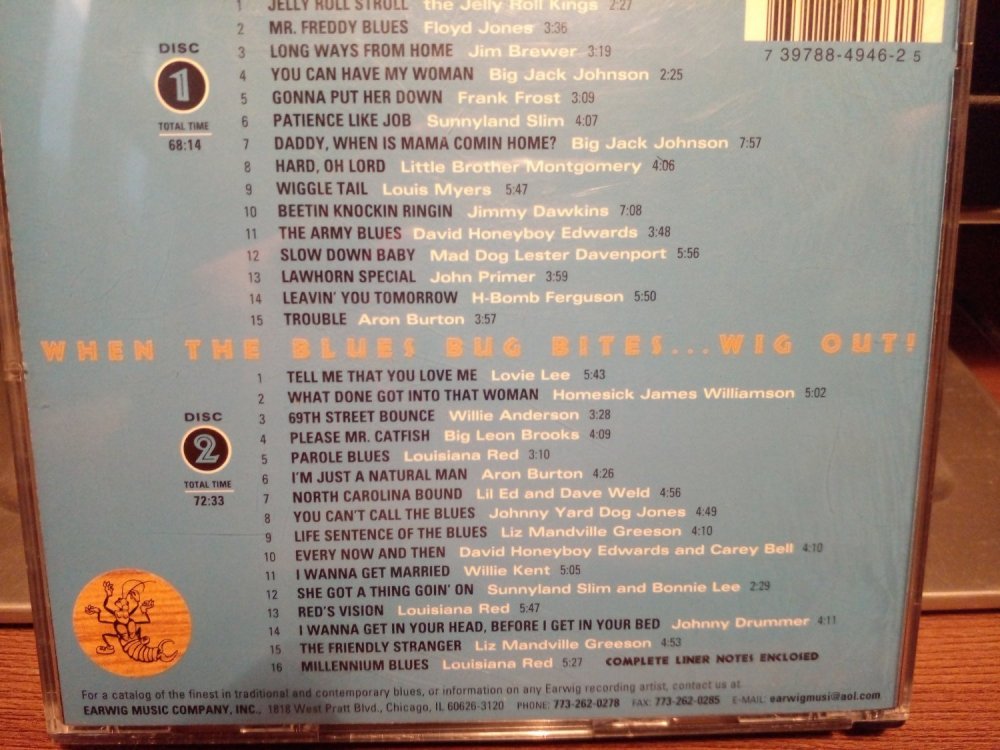 1 JELLY ROLL STROLL the Jelly Roll Kings 2:27
2 MR. FREDDY BLUES Floyd Jones 3:36
DISC
1
TOTAL TIME
68:14
3 LONG WAYS FROM HOME Jim Brewer 3:19
4 YOU CAN HAVE MY WOMAN Big Jack Johnson 2:25
5 GONNA PUT HER DOWN Frank Frost 3:09
6 PATIENCE LIKE JOB Sunnyland Slim 4:07
7 DADDY, WHEN IS MAMA COMIN HOME? Big Jack Johnson 7:57
8 HARD, OH LORD Little Brother Montgomery 4:06
9 WIGGLE TAIL Louis Myers 5:47
10 BEETIN KNOCKIN RINGIN Jimmy Dawkins 7:08
11 THE ARMY BLUES David Honeyboy Edwards 3:48
12 SLOW DOWN BABY Mad Dog Lester Davenport 5:56
13 LAWHORN SPECIAL John Primer 3:59
14 LEAVIN' YOU TOMORROW H-Bomb Ferguson 5:50
15 TROUBLE Aron Burton 3:57
7 39788-4946-2 5
WHEN THE BLUES BUG BITES...WIG OUT!
DISC
2
TOTAL TIME
72:33
1 TELL ME THAT YOU LOVE ME Lovie Lee 5:43
2 WHAT DONE GOT INTO THAT WOMAN Homesick James Williamson 5:02
3 69TH STREET BOUNCE Willie Anderson 3:28
4 PLEASE MR. CATFISH Big Leon Brooks 4:09
5 PAROLE BLUES Louisiana Red 3:10
6 I'M JUST A NATURAL MAN Aron Burton 4:26
7 NORTH CAROLINA BOUND Lil Ed and Dave Weld 4:56
8 YOU CAN'T CALL THE BLUES Johnny Yard Dog Jones 4:49
9 LIFE SENTENCE OF THE BLUES Liz Mandville Greeson 4:10
10 EVERY NOW AND THEN David Honeyboy Edwards and Carey Bell 4:10
11 I WANNA GET MARRIED Willie Kent 5:05
12 SHE GOT A THING GOIN' ON Sunnyland Slim and Bonnie Lee 2:29
13 RED'S VISION Louisiana Red 5:47
14 I WANNA GET IN YOUR HEAD, BEFORE I GET IN YOUR BED Johnny Drummer 4:11
15 THE FRIENDLY STRANGER Liz Mandville Greeson 4:53
16 MILLENNIUM BLUES Louisiana Red 5:27 COMPLETE LINER NOTES ENCLOSED
For a catalog of the finest in traditional and contemporary blues, or information on any Earwig recording artist, contact us at
EARWIG MUSIC COMPANY, INC., 1818 West Pratt Blvd., Chicago, IL 60626-3120 PHONE: 773-262-0278 FAX: 773-262-0285 E-MAIL: earwigmusi@aol.com